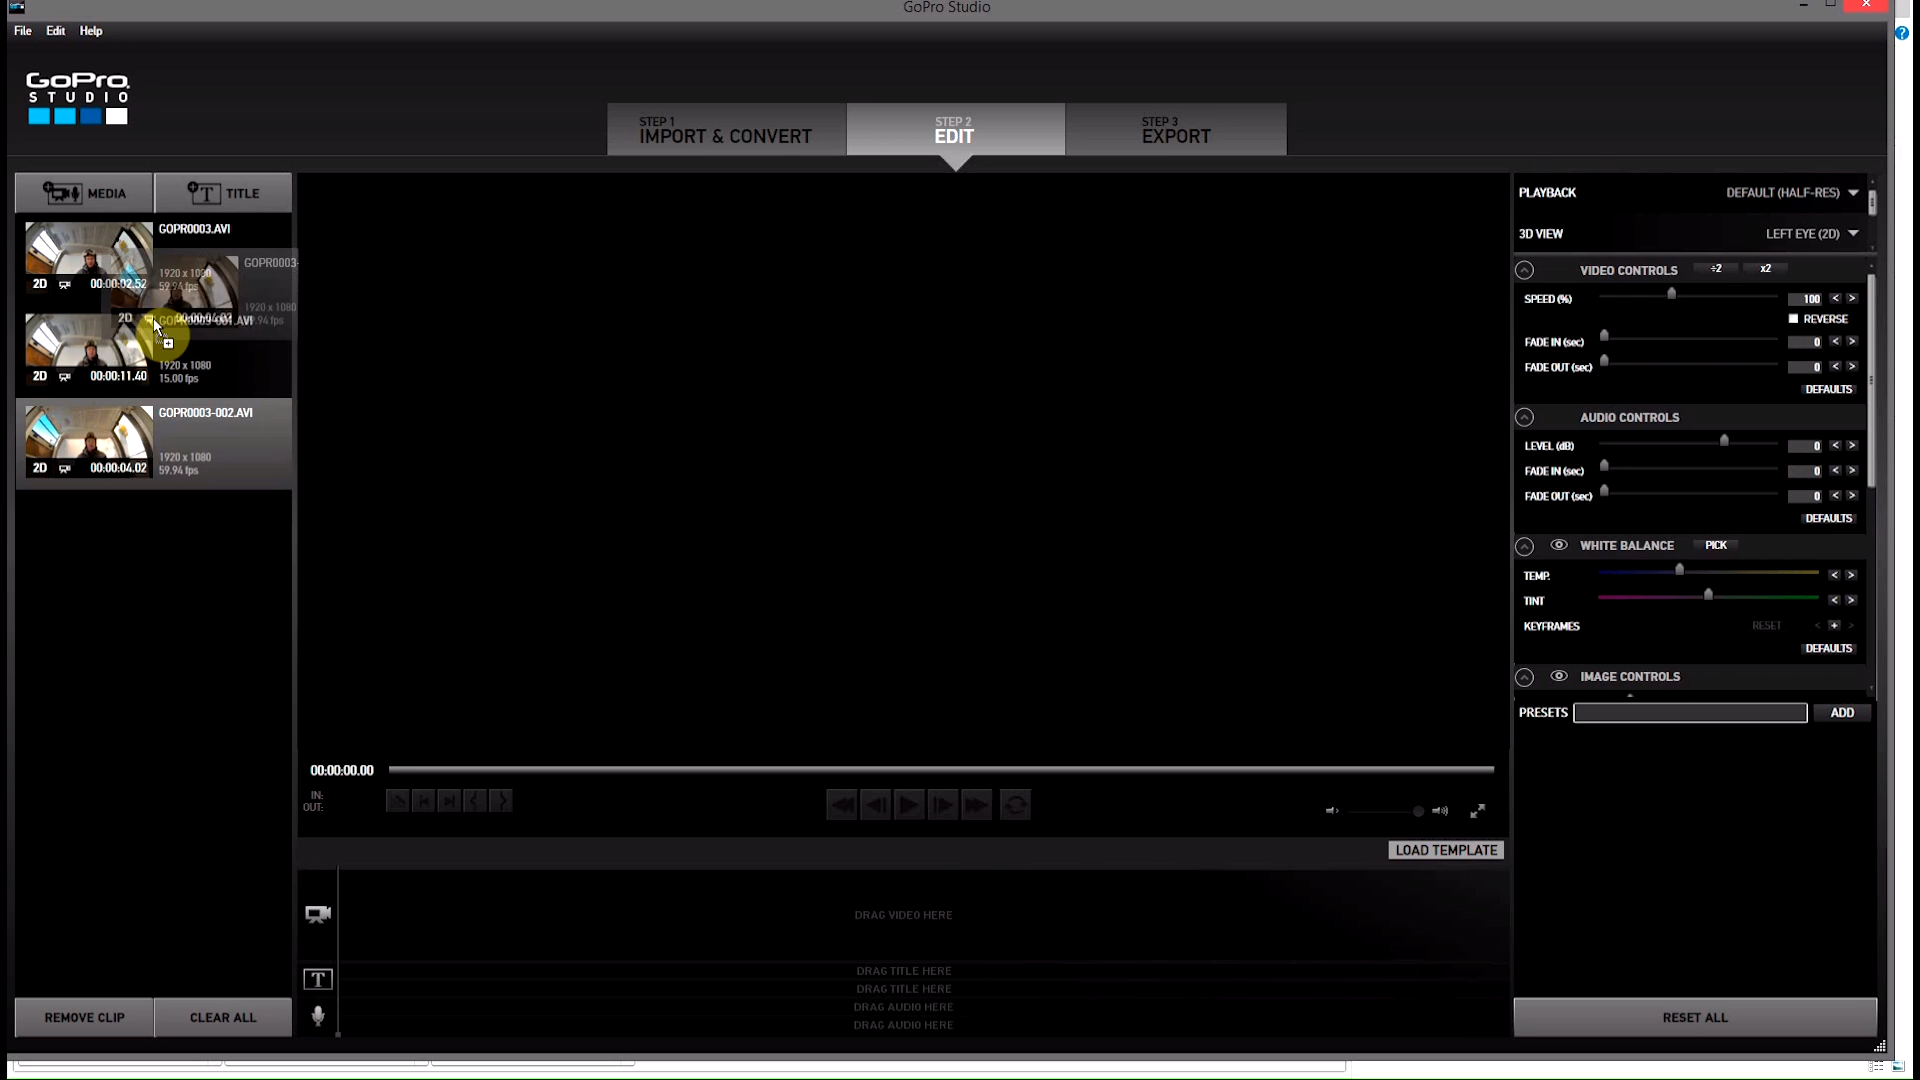 GoPro Studio
File Edit Help
GoPro
STUDIO
STEP 1
IMPORT & CONVERT
STEP 2
EDIT
STEP 3
EXPORT
MEDIA
TITLE
GOPR0003.AVI
1920 x 1080
59.94 fps
2D 00:00:02.52
GOPR0003-
1920 x 1080
2D
GOPR0003-001.AVI
1920 x 1080
15.00 fps
2D 00:00:11.40
GOPR0003-002.AVI
1920 x 1080
59.94 fps
2D 00:00:04.02
PLAYBACK DEFAULT (HALF-RES)
3D VIEW LEFT EYE (2D)
VIDEO CONTROLS ÷2 x2
SPEED (%) 100 < >
REVERSE
FADE IN (sec) 0 < >
FADE OUT (sec) 0 < >
DEFAULTS
AUDIO CONTROLS
LEVEL (dB) 0 < >
FADE IN (sec) 0 < >
FADE OUT (sec) 0 < >
DEFAULTS
WHITE BALANCE PICK
TEMP. < >
TINT < >
KEYFRAMES RESET < + >
DEFAULTS
IMAGE CONTROLS
PRESETS ADD
00:00:00.00
IN:
OUT:
LOAD TEMPLATE
DRAG VIDEO HERE
T
DRAG TITLE HERE
DRAG TITLE HERE
DRAG AUDIO HERE
DRAG AUDIO HERE
REMOVE CLIP
CLEAR ALL
RESET ALL